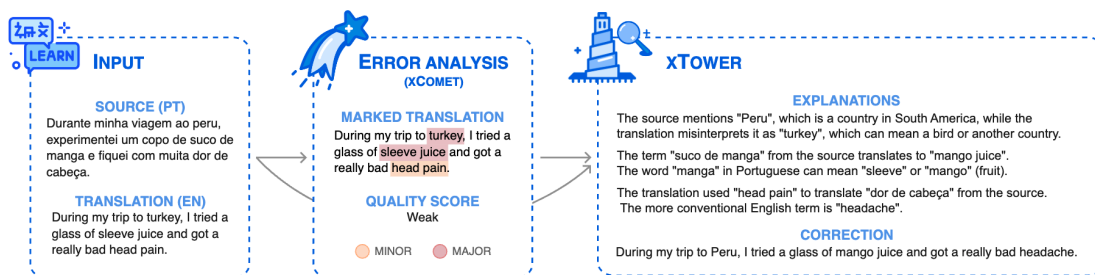 LEARN
INPUT
SOURCE (PT)
Durante minha viagem ao peru,
experimentei um copo de suco de
manga e fiquei com muita dor de
cabeça.
TRANSLATION (EN)
During my trip to turkey, I tried a
glass of sleeve juice and got a
really bad head pain.
ERROR ANALYSIS
(XCOMET)
MARKED TRANSLATION
During my trip to turkey, I tried a
glass of sleeve juice and got a
really bad head pain.
QUALITY SCORE
Weak
MINOR MAJOR
xTOWER
EXPLANATIONS
The source mentions "Peru", which is a country in South America, while the
translation misinterprets it as "turkey", which can mean a bird or another country.
The term "suco de manga" from the source translates to "mango juice".
The word "manga" in Portuguese can mean "sleeve" or "mango" (fruit).
The translation used "head pain" to translate "dor de cabeça" from the source.
The more conventional English term is "headache".
CORRECTION
During my trip to Peru, I tried a glass of mango juice and got a really bad headache.